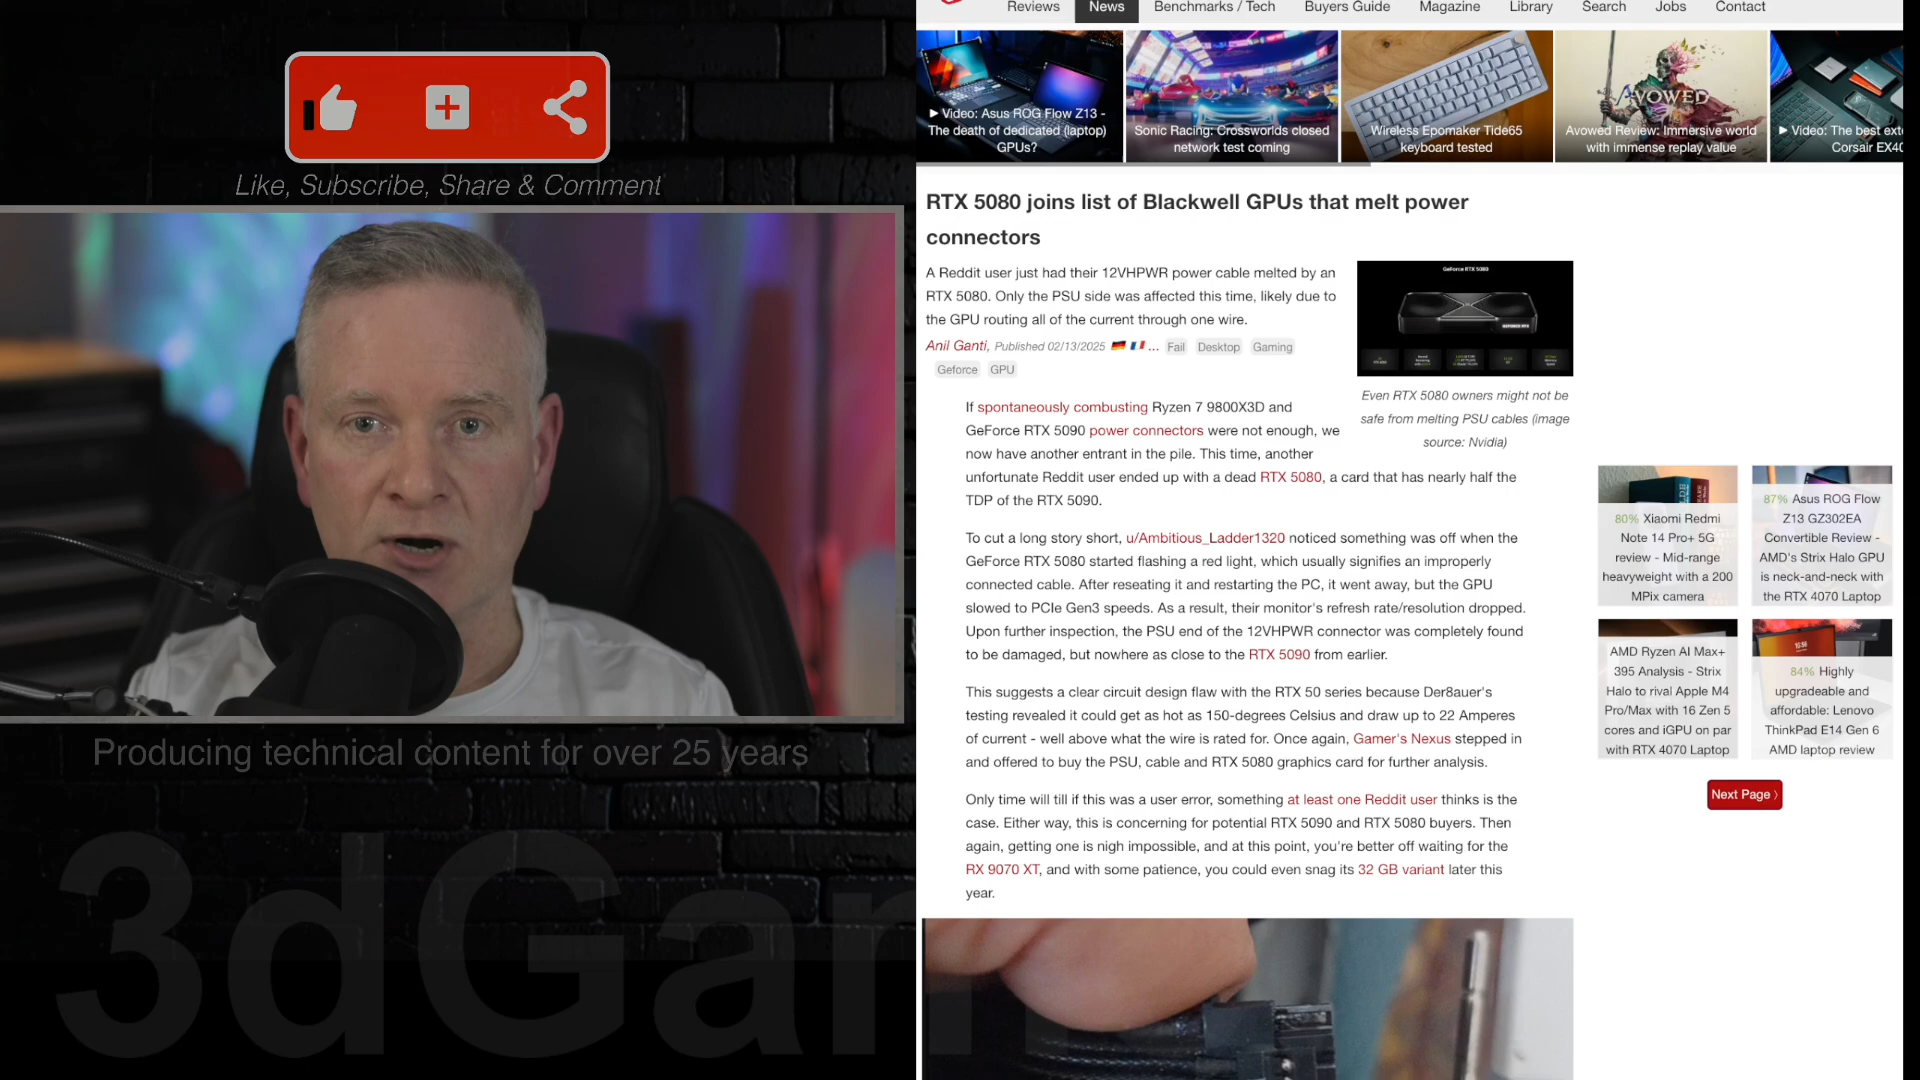 Like, Subscribe, Share & Comment
Producing technical content for over 25 years
3dGam
Reviews News Benchmarks / Tech Buyers Guide Magazine Library Search Jobs Contact
► Video: Asus ROG Flow Z13 -
The death of dedicated (laptop)
GPUs?
Sonic Racing: Crossworlds closed
network test coming
Wireless Epomaker Tide65
keyboard tested
AVOWED
Avowed Review: Immersive world
with immense replay value
► Video: The best ext
Corsair EX40
RTX 5080 joins list of Blackwell GPUs that melt power
connectors
A Reddit user just had their 12VHPWR power cable melted by an
RTX 5080. Only the PSU side was affected this time, likely due to
the GPU routing all of the current through one wire.
Anil Ganti, Published 02/13/2025 ... Fail Desktop Gaming
Geforce GPU
GeForce RTX 5080
Even RTX 5080 owners might not be
safe from melting PSU cables (image
source: Nvidia)
If spontaneously combusting Ryzen 7 9800X3D and
GeForce RTX 5090 power connectors were not enough, we
now have another entrant in the pile. This time, another
unfortunate Reddit user ended up with a dead RTX 5080, a card that has nearly half the
TDP of the RTX 5090.
To cut a long story short, u/Ambitious_Ladder1320 noticed something was off when the
GeForce RTX 5080 started flashing a red light, which usually signifies an improperly
connected cable. After reseating it and restarting the PC, it went away, but the GPU
slowed to PCIe Gen3 speeds. As a result, their monitor's refresh rate/resolution dropped.
Upon further inspection, the PSU end of the 12VHPWR connector was completely found
to be damaged, but nowhere as close to the RTX 5090 from earlier.
This suggests a clear circuit design flaw with the RTX 50 series because Der8auer's
testing revealed it could get as hot as 150-degrees Celsius and draw up to 22 Amperes
of current - well above what the wire is rated for. Once again, Gamer's Nexus stepped in
and offered to buy the PSU, cable and RTX 5080 graphics card for further analysis.
Only time will till if this was a user error, something at least one Reddit user thinks is the
case. Either way, this is concerning for potential RTX 5090 and RTX 5080 buyers. Then
again, getting one is nigh impossible, and at this point, you're better off waiting for the
RX 9070 XT, and with some patience, you could even snag its 32 GB variant later this
year.
80% Xiaomi Redmi
Note 14 Pro+ 5G
review - Mid-range
heavyweight with a 200
MPix camera
87% Asus ROG Flow
Z13 GZ302EA
Convertible Review -
AMD's Strix Halo GPU
is neck-and-neck with
the RTX 4070 Laptop
AMD Ryzen AI Max+
395 Analysis - Strix
Halo to rival Apple M4
Pro/Max with 16 Zen 5
cores and iGPU on par
with RTX 4070 Laptop
84% Highly
upgradeable and
affordable: Lenovo
ThinkPad E14 Gen 6
AMD laptop review
Next Page ⟩